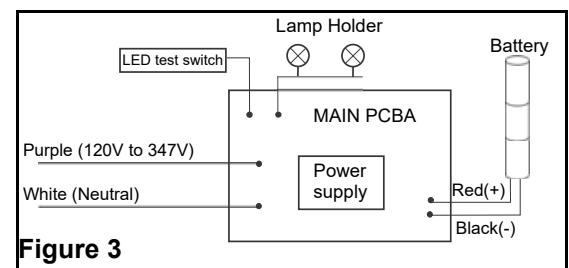 Lamp Holder
Battery
LED test switch
MAIN PCBA
Purple (120V to 347V)
Power
supply
White (Neutral)
Red(+)
Black(-)
Figure 3